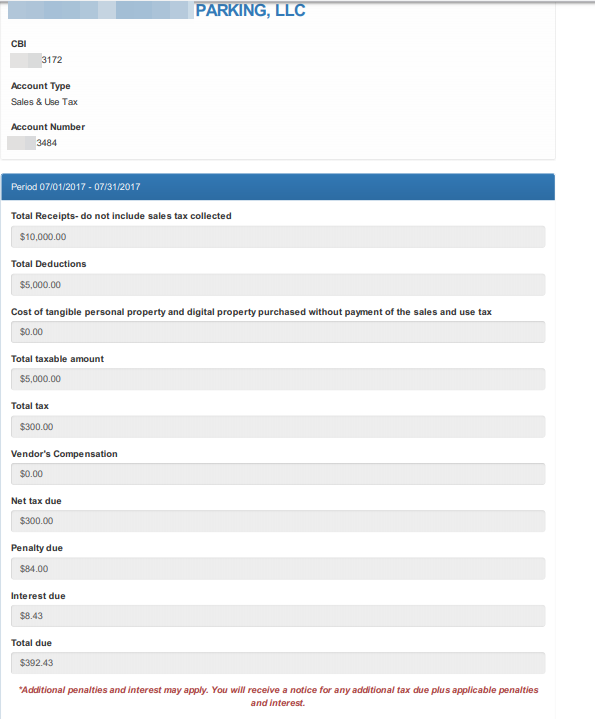 PARKING, LLC
CBI
3172
Account Type
Sales & Use Tax
Account Number
3484
Period 07/01/2017 - 07/31/2017
Total Receipts- do not include sales tax collected
$10,000.00
Total Deductions
$5,000.00
Cost of tangible personal property and digital property purchased without payment of the sales and use tax
$0.00
Total taxable amount
$5,000.00
Total tax
$300.00
Vendor's Compensation
$0.00
Net tax due
$300.00
Penalty due
$84.00
Interest due
$8.43
Total due
$392.43
*Additional penalties and interest may apply. You will receive a notice for any additional tax due plus applicable penalties
and interest.